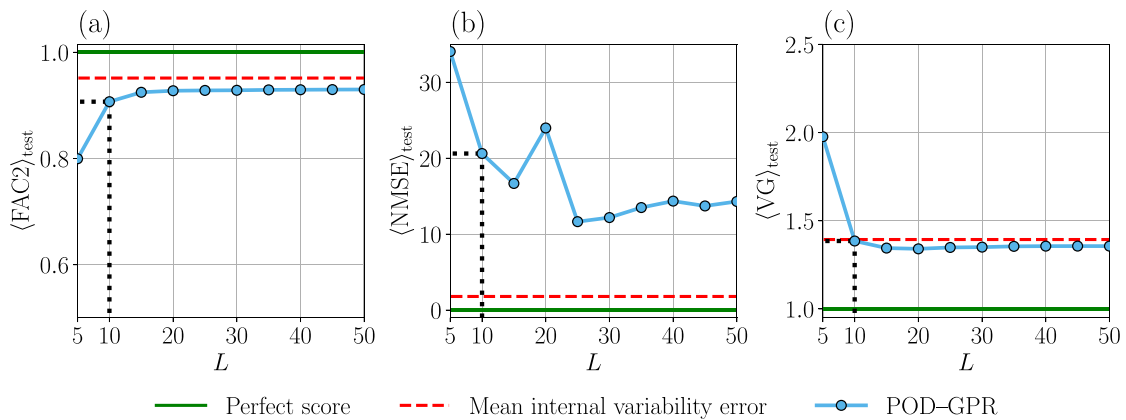 (a)
1.0
0.8
0.6
⟨FAC2⟩test
5 10 20 30 40 50
L
(b)
30
20
10
0
⟨NMSE⟩test
5 10 20 30 40 50
L
(c)
2.5
2.0
1.5
1.0
⟨VG⟩test
5 10 20 30 40 50
L
Perfect score Mean internal variability error POD–GPR